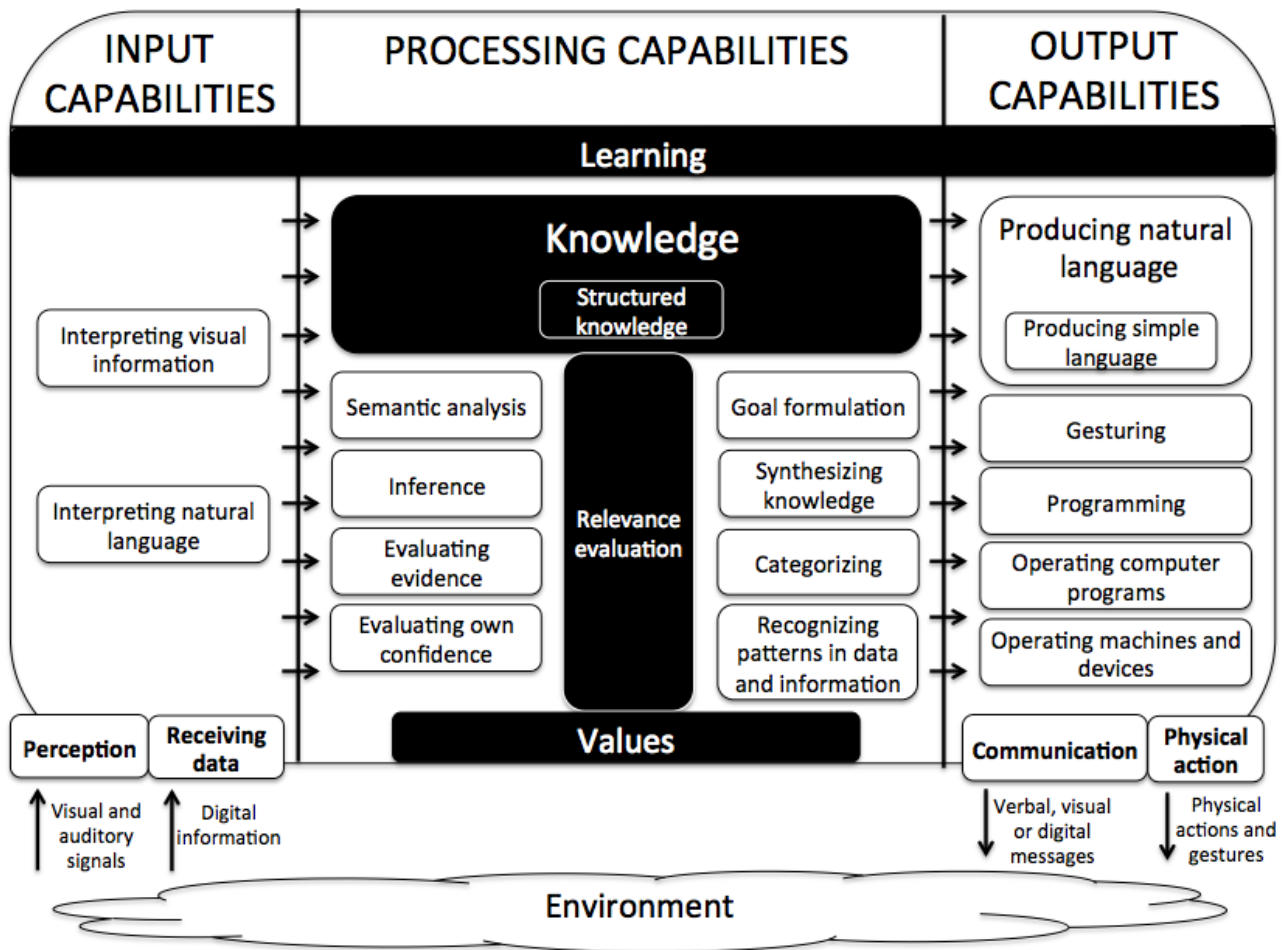 INPUT
CAPABILITIES
PROCESSING CAPABILITIES
OUTPUT
CAPABILITIES
Learning
Interpreting visual
information
Interpreting natural
language
Knowledge
Structured
knowledge
Semantic analysis
Inference
Evaluating
evidence
Evaluating own
confidence
Relevance
evaluation
Goal formulation
Synthesizing
knowledge
Categorizing
Recognizing
patterns in data
and information
Values
Producing natural
language
Producing simple
language
Gesturing
Programming
Operating computer
programs
Operating machines and
devices
Perception
Receiving
data
Communication
Physical
action
Visual and
auditory
signals
Digital
information
Verbal, visual
or digital
messages
Physical
actions and
gestures
Environment